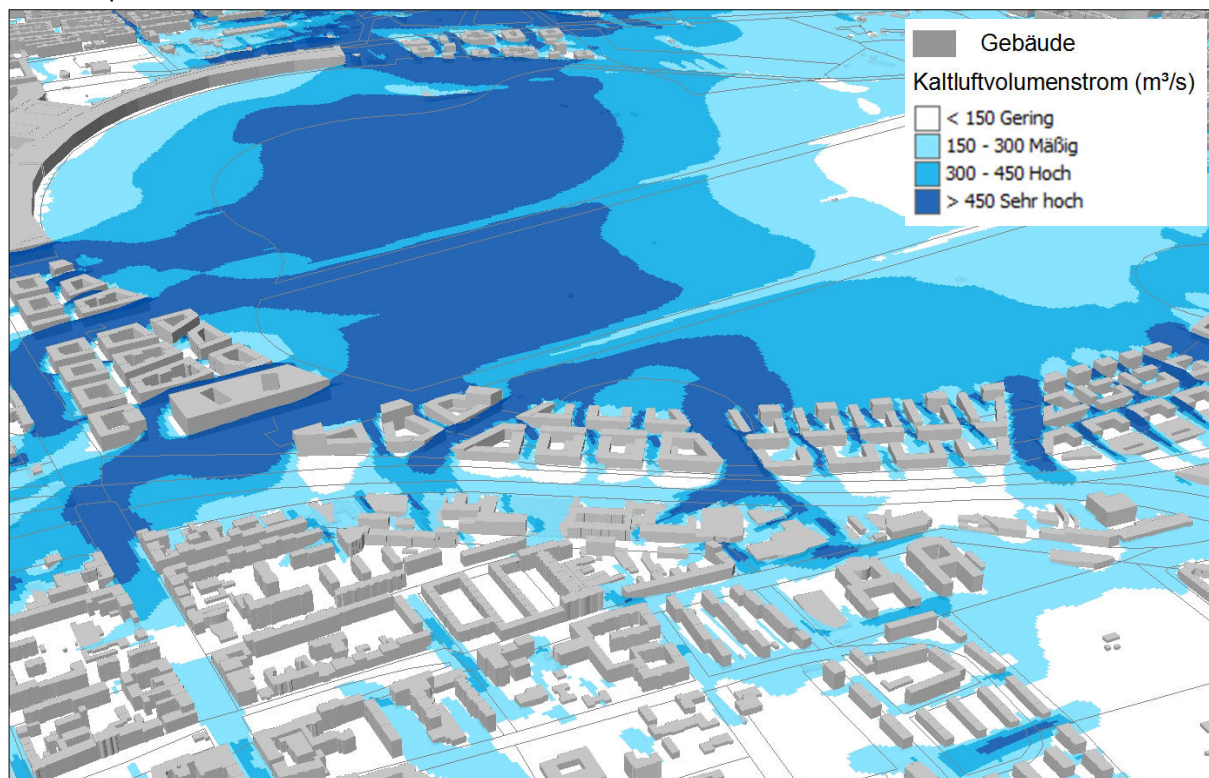 Gebäude
Kaltluftvolumenstrom (m³/s)
< 150 Gering
150 - 300 Mäßig
300 - 450 Hoch
> 450 Sehr hoch